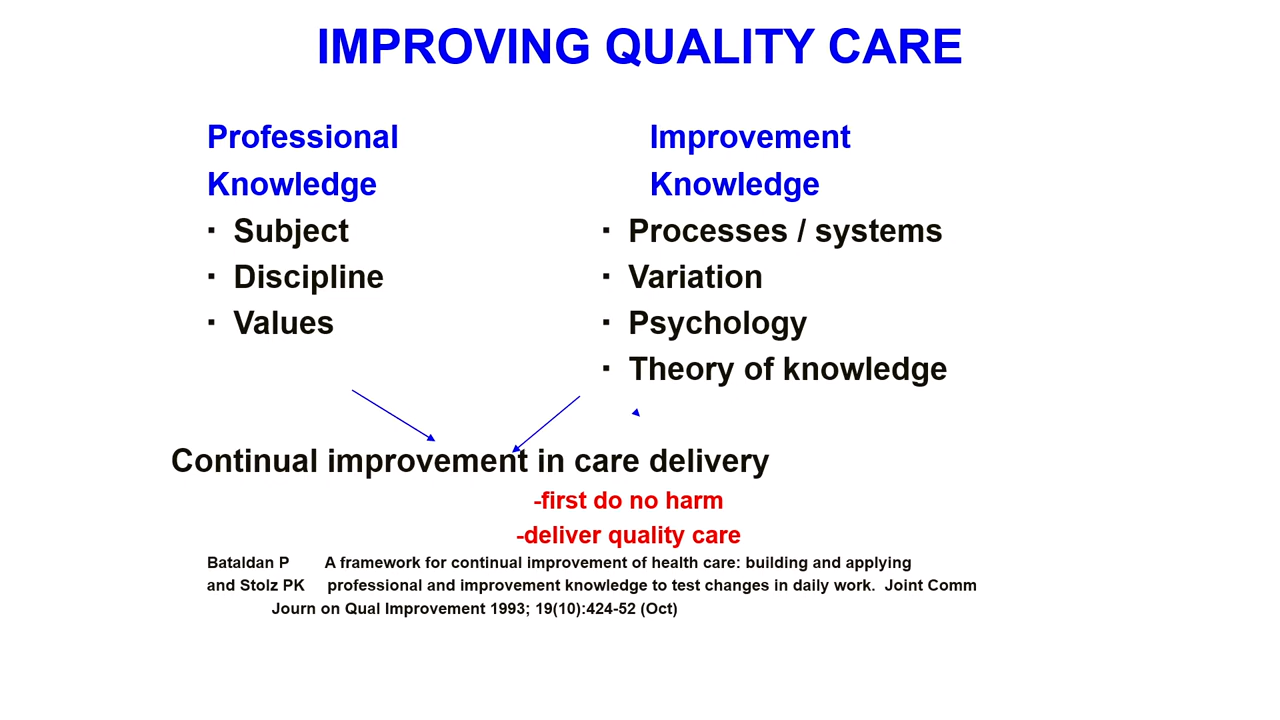 IMPROVING QUALITY CARE
Professional
Knowledge
▪ Subject
▪ Discipline
▪ Values
Improvement
Knowledge
▪ Processes / systems
▪ Variation
▪ Psychology
▪ Theory of knowledge
Continual improvement in care delivery
-first do no harm
-deliver quality care
Bataldan P A framework for continual improvement of health care: building and applying
and Stolz PK professional and improvement knowledge to test changes in daily work. Joint Comm
Journ on Qual Improvement 1993; 19(10):424-52 (Oct)